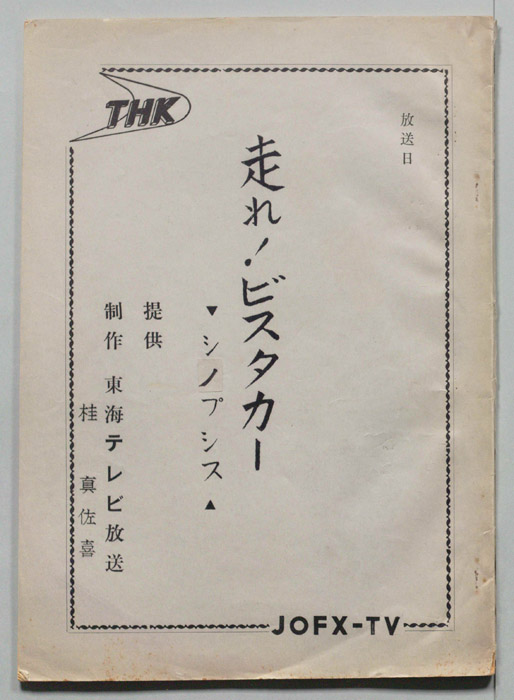 THK
放送日
走れ!ビスタカー
▼シノプシス▲
提供
制作 東海テレビ放送
桂真佐喜
JOFX-TV